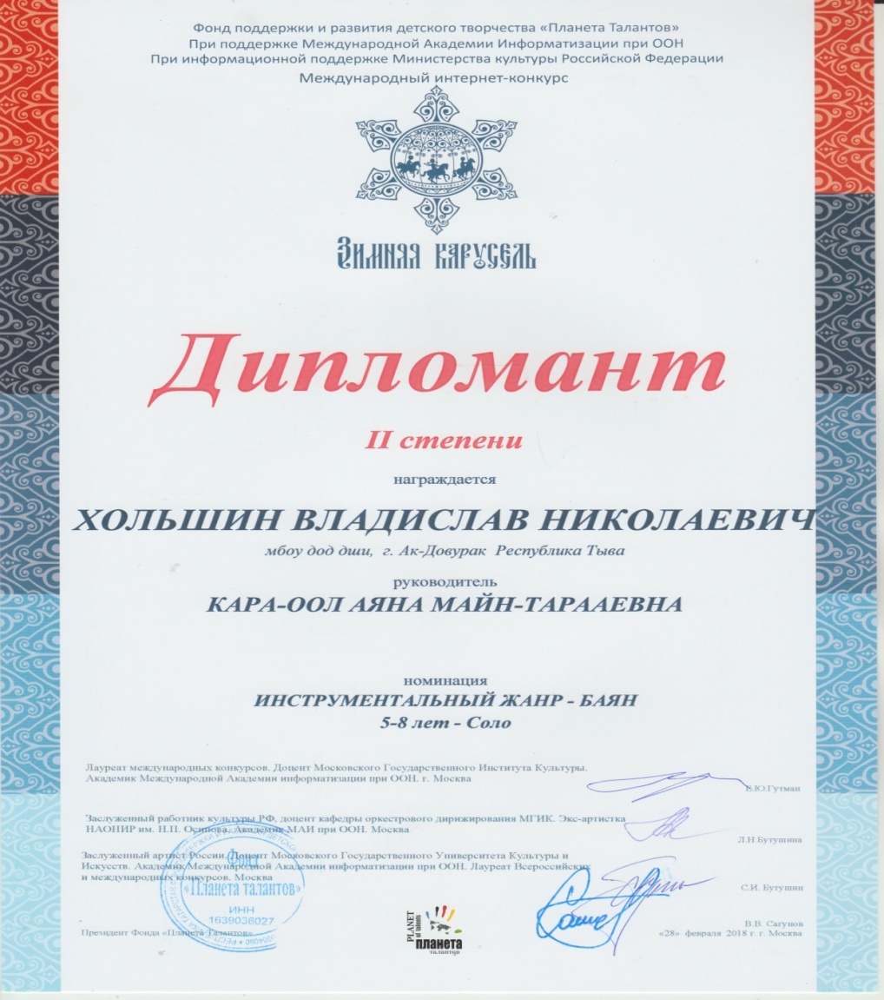 Фонд поддержки и развития детского творчества «Планета Талантов»
При поддержке Международной Академии Информатизации при ООН
При информационной поддержке Министерства культуры Российской Федерации
Международный интернет-конкурс
Зимняя карусель
Дипломант
II степени
награждается
ХОЛЬШИН ВЛАДИСЛАВ НИКОЛАЕВИЧ
мбоу дод дши, г. Ак-Довурак Республика Тыва
руководитель
КАРА-ООЛ АЯНА МАЙН-ТАРААЕВНА
номинация
ИНСТРУМЕНТАЛЬНЫЙ ЖАНР - БАЯН
5-8 лет - Соло
Лауреат международных конкурсов. Доцент Московского Государственного Института Культуры.
Академик Международной Академии информатизации при ООН. г. Москва
Е.Ю.Гутман
Заслуженный работник культуры РФ, доцент кафедры оркестрового дирижирования МГИК. Экс-артистка
НАОНИР им. Н.П. Осипова. Академик МАИ при ООН. Москва
Л.Н.Бутушина
Заслуженный артист России. Доцент Московского Государственного Университета Культуры и
Искусств. Академик Международной Академии информатизации при ООН. Лауреат Всероссийских
и международных конкурсов. Москва
С.И. Бутушин
Фонд
«Планета талантов»
ИНН
1639036027
Президент Фонда «Планета Талантов»
В.В. Сагунов
«28» февраля 2018 г. г. Москва
PLANET
of talents
планета
талантов